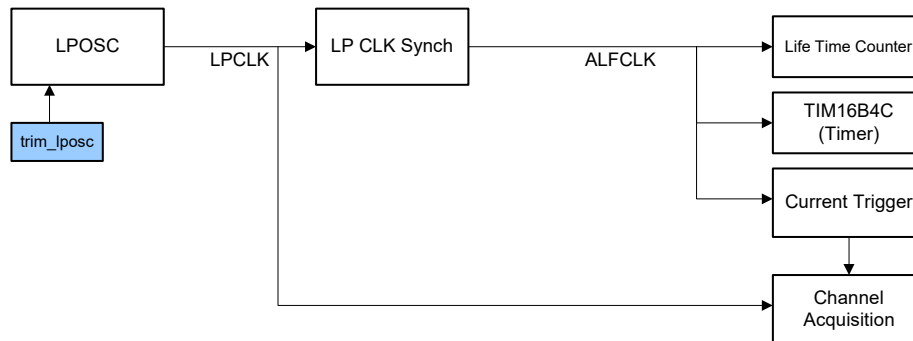 LPOSC
LPCLK
LP CLK Synch
ALFCLK
Life Time Counter
TIM16B4C
(Timer)
trim_lposc
Current Trigger
Channel
Acquisition